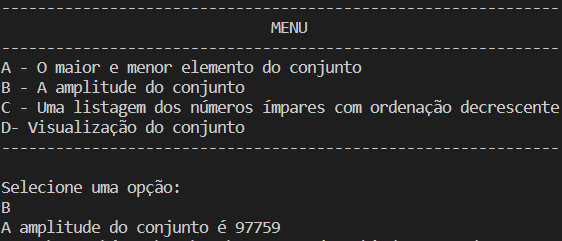 ------------------------------------------------------------
MENU
------------------------------------------------------------
A - O maior e menor elemento do conjunto
B - A amplitude do conjunto
C - Uma listagem dos números ímpares com ordenação decrescente
D- Visualização do conjunto
------------------------------------------------------------
Selecione uma opção:
B
A amplitude do conjunto é 97759